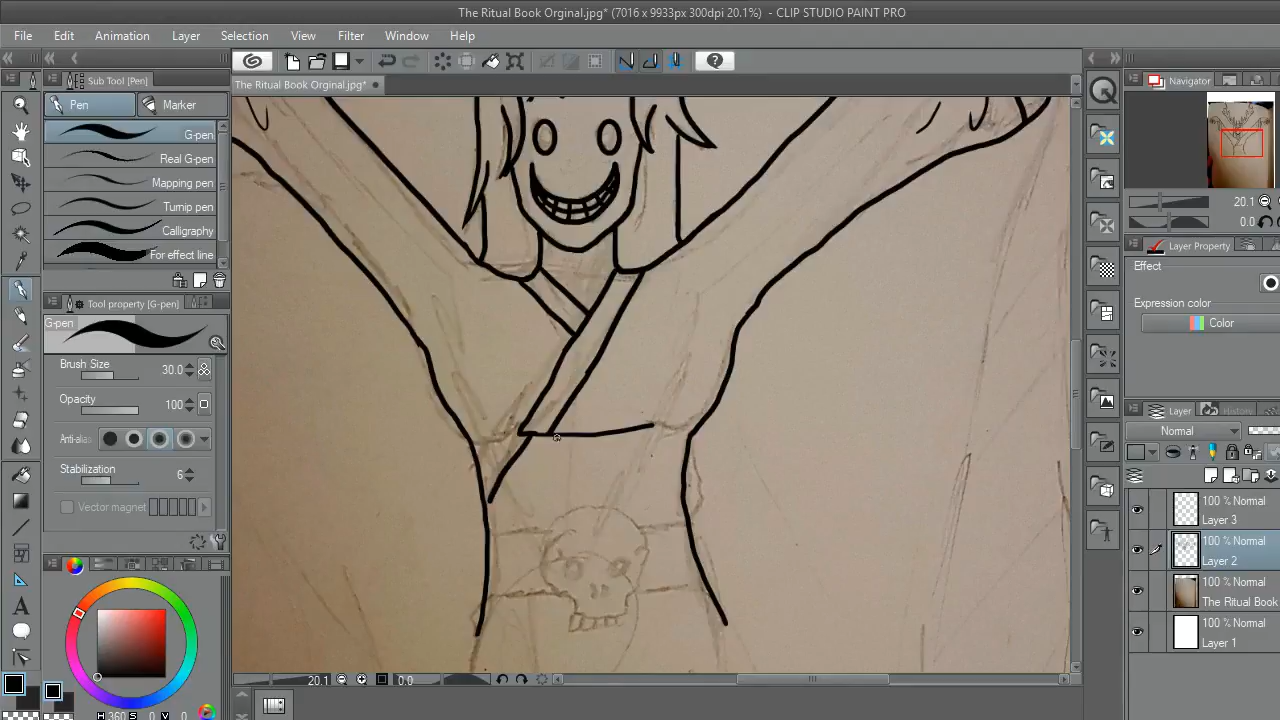 The Ritual Book Orginal.jpg* (7016 x 9933px 300dpi 20.1%) - CLIP STUDIO PAINT PRO
File Edit Animation Layer Selection View Filter Window Help
Sub Tool [Pen]
Navigator
The Ritual Book Orginal.jpg*
Pen Marker
G-pen
Real G-pen
Mapping pen
Turnip pen
Calligraphy
For effect line
20.1
0.0
Layer Property
Effect
Expression color
Color
Tool property [G-pen]
G-pen
Brush Size 30.0
Opacity 100
Anti-alias
Stabilization 6
Vector magnet
Layer History
Normal
100 % Normal
Layer 3
100 % Normal
Layer 2
100 % Normal
The Ritual Book
100 % Normal
Layer 1
20.1 0.0
H 360 S 0 V 0